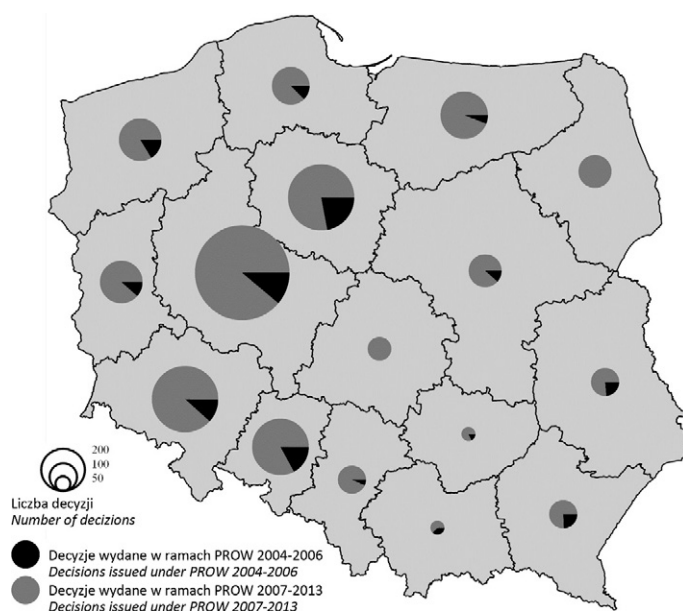 200
100
50
Liczba decyzji
Number of decizions
Decyzje wydane w ramach PROW 2004-2006
Decisions issued under PROW 2004-2006
Decyzje wydane w ramach PROW 2007-2013
Decisions issued under PROW 2007-2013